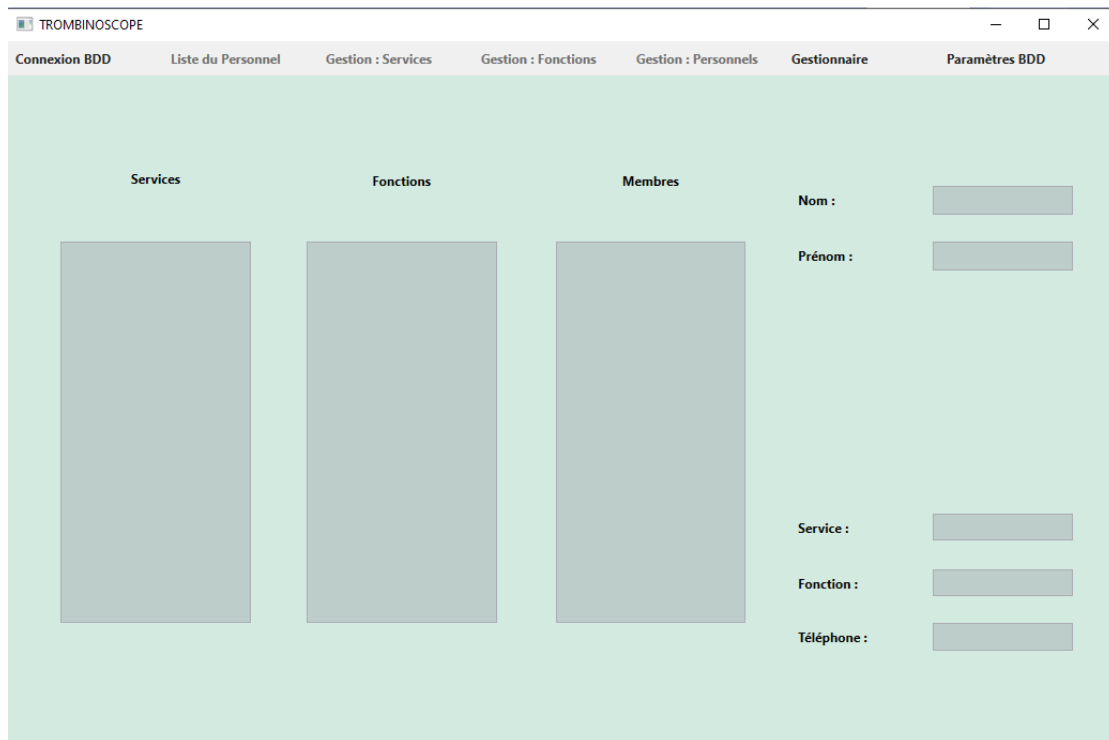 TROMBINOSCOPE
Connexion BDD Liste du Personnel Gestion : Services Gestion : Fonctions Gestion : Personnels Gestionnaire Paramètres BDD
Services Fonctions Membres
Nom :
Prénom :
Service :
Fonction :
Téléphone :